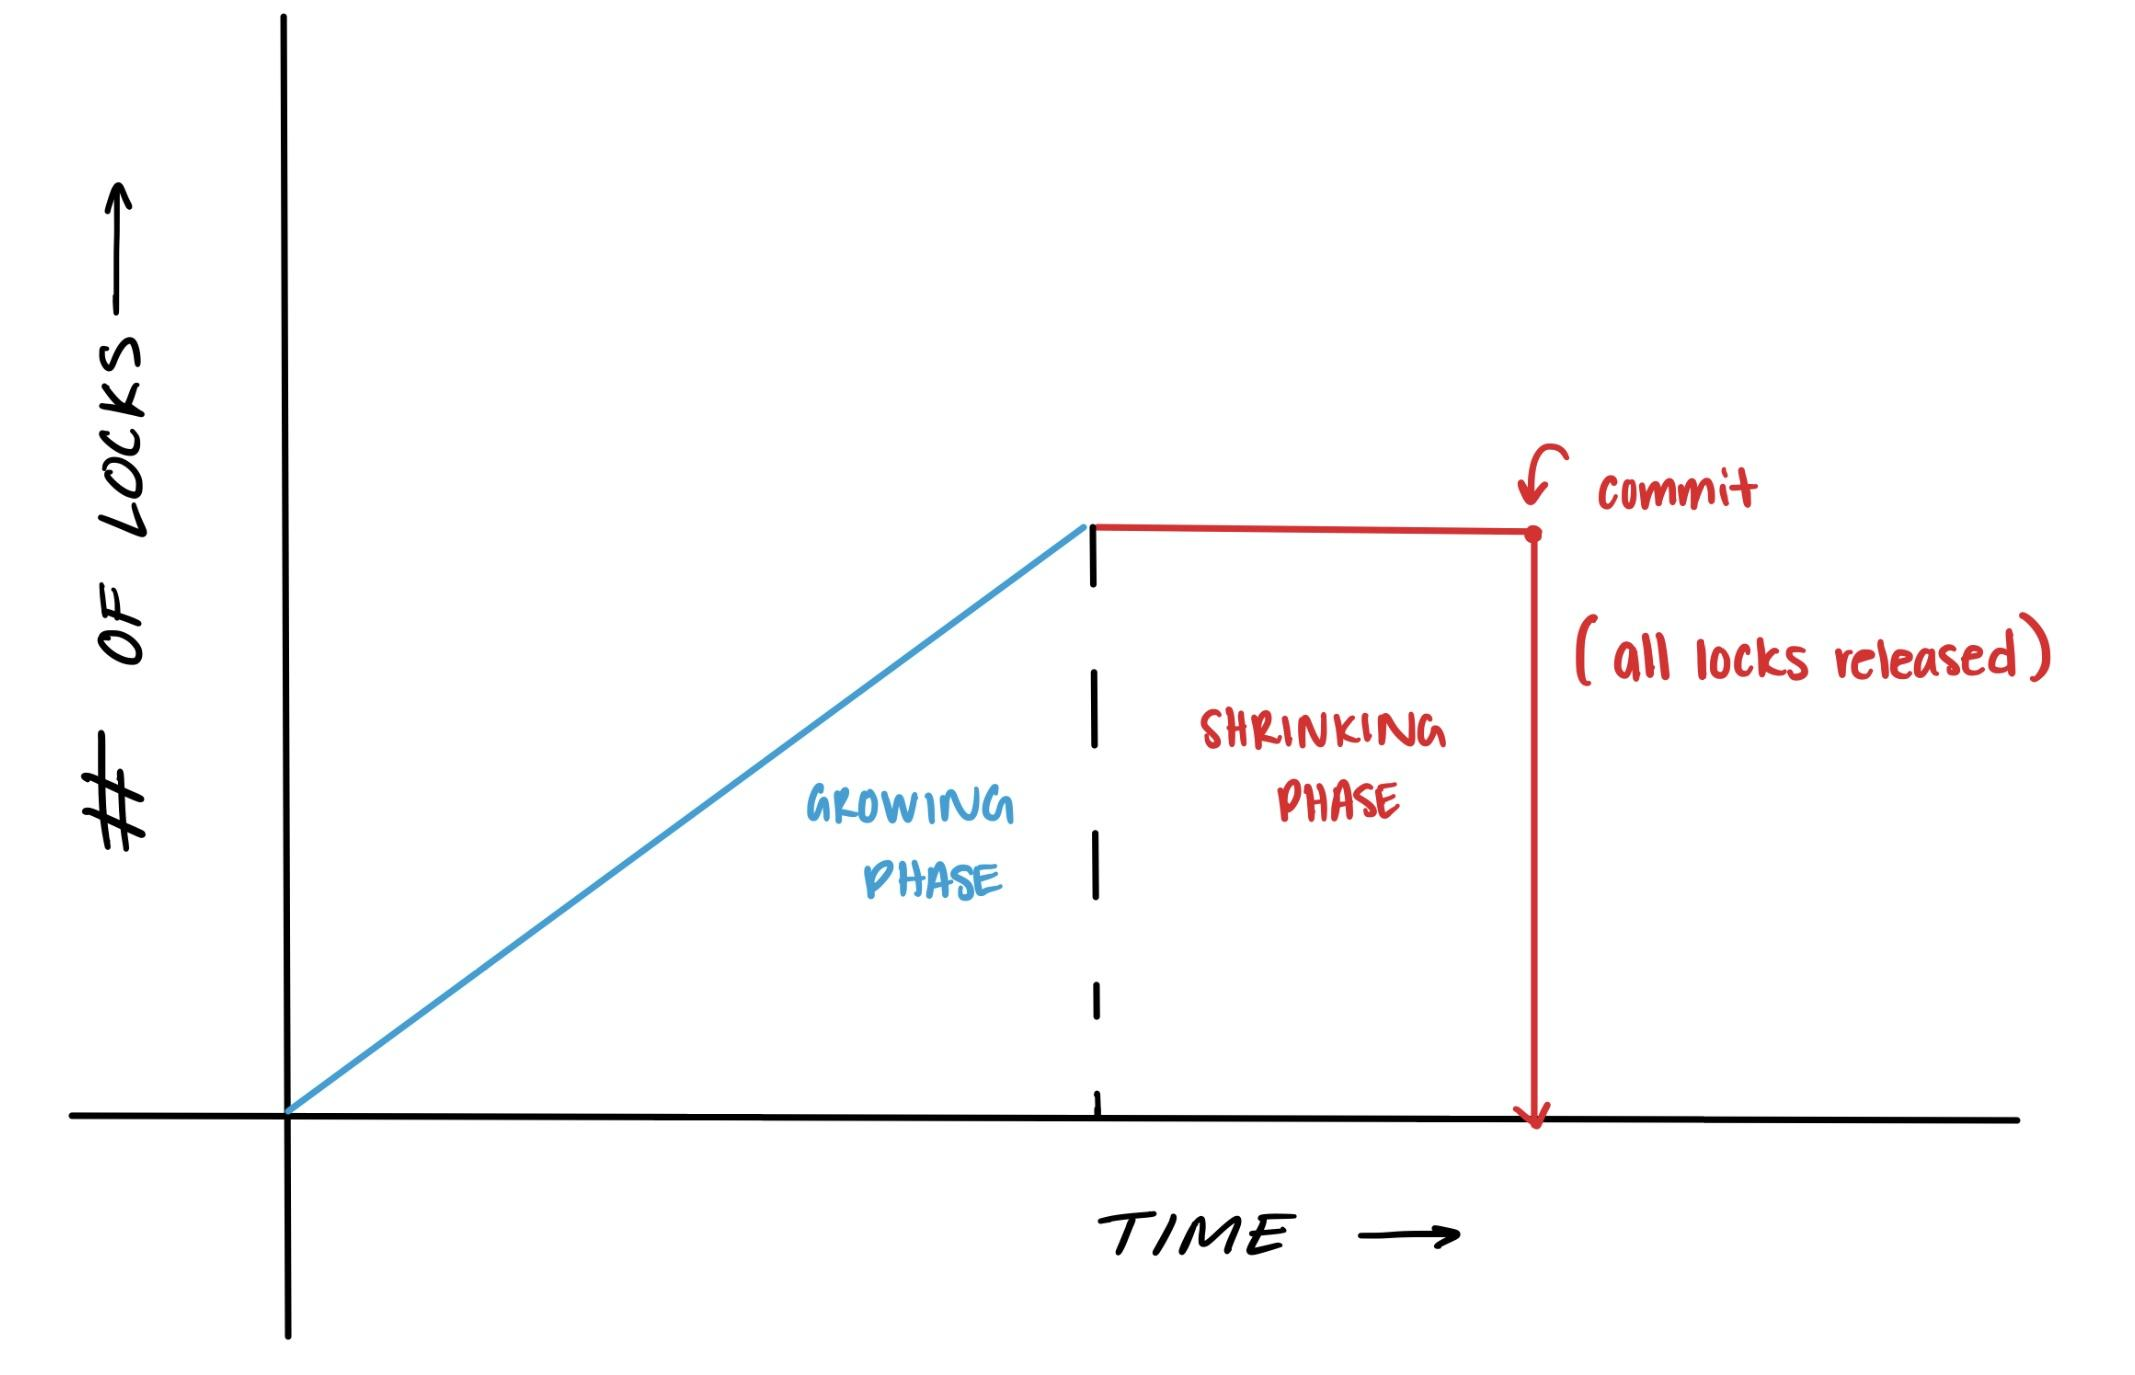 # OF LOCKS →
commit
(all locks released)
SHRINKING
PHASE
GROWING
PHASE
TIME →